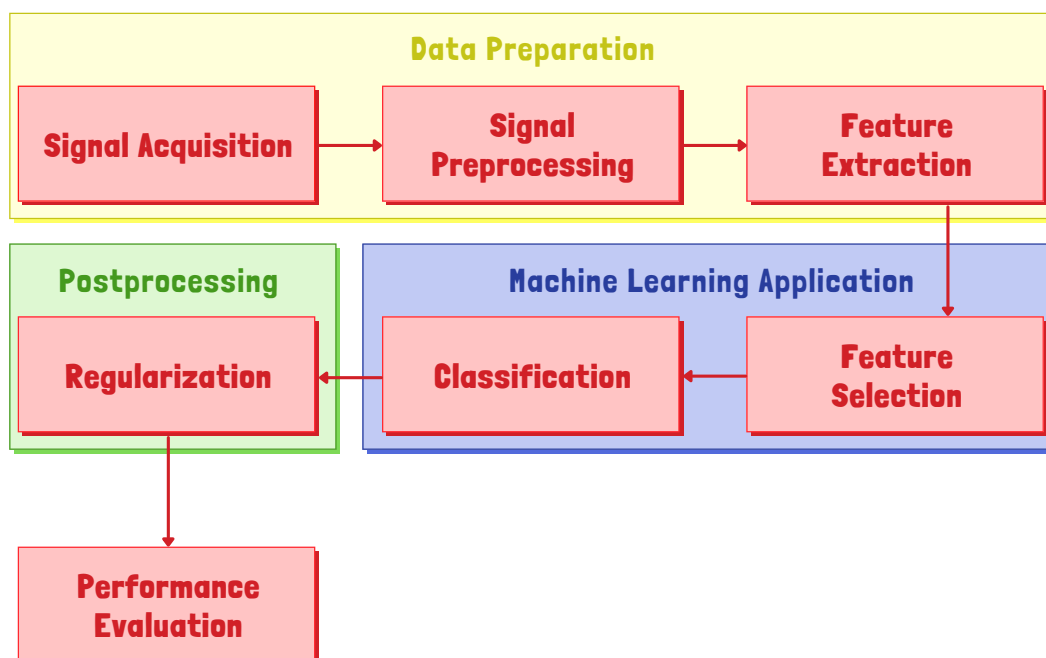 Data Preparation
Signal Acquisition
Signal
Preprocessing
Feature
Extraction
Postprocessing
Machine Learning Application
Regularization
Classification
Feature
Selection
Performance
Evaluation